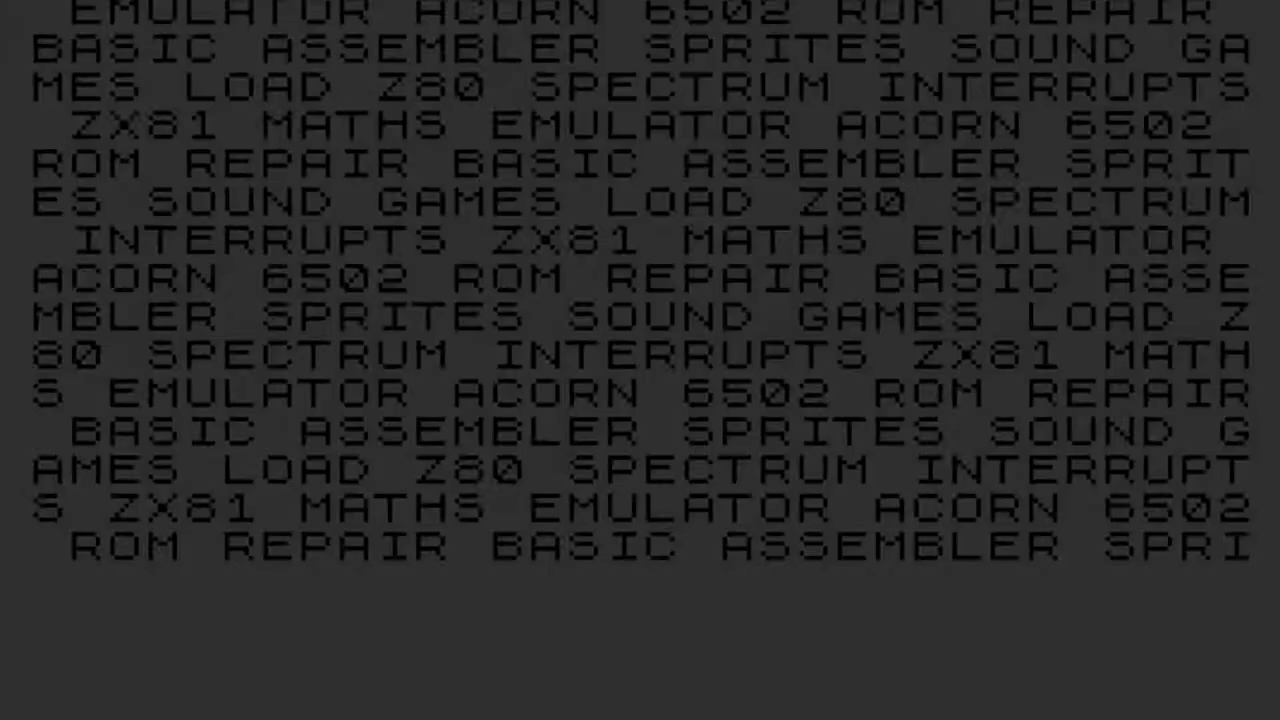 EMULATOR ACORN 6502 ROM REPAIR
BASIC ASSEMBLER SPRITES SOUND GA
MES LOAD Z80 SPECTRUM INTERRUPTS
ZX81 MATHS EMULATOR ACORN 6502
ROM REPAIR BASIC ASSEMBLER SPRIT
ES SOUND GAMES LOAD Z80 SPECTRUM
INTERRUPTS ZX81 MATHS EMULATOR
ACORN 6502 ROM REPAIR BASIC ASSE
MBLER SPRITES SOUND GAMES LOAD Z
80 SPECTRUM INTERRUPTS ZX81 MATH
S EMULATOR ACORN 6502 ROM REPAIR
BASIC ASSEMBLER SPRITES SOUND G
AMES LOAD Z80 SPECTRUM INTERRUPT
S ZX81 MATHS EMULATOR ACORN 6502
ROM REPAIR BASIC ASSEMBLER SPRI